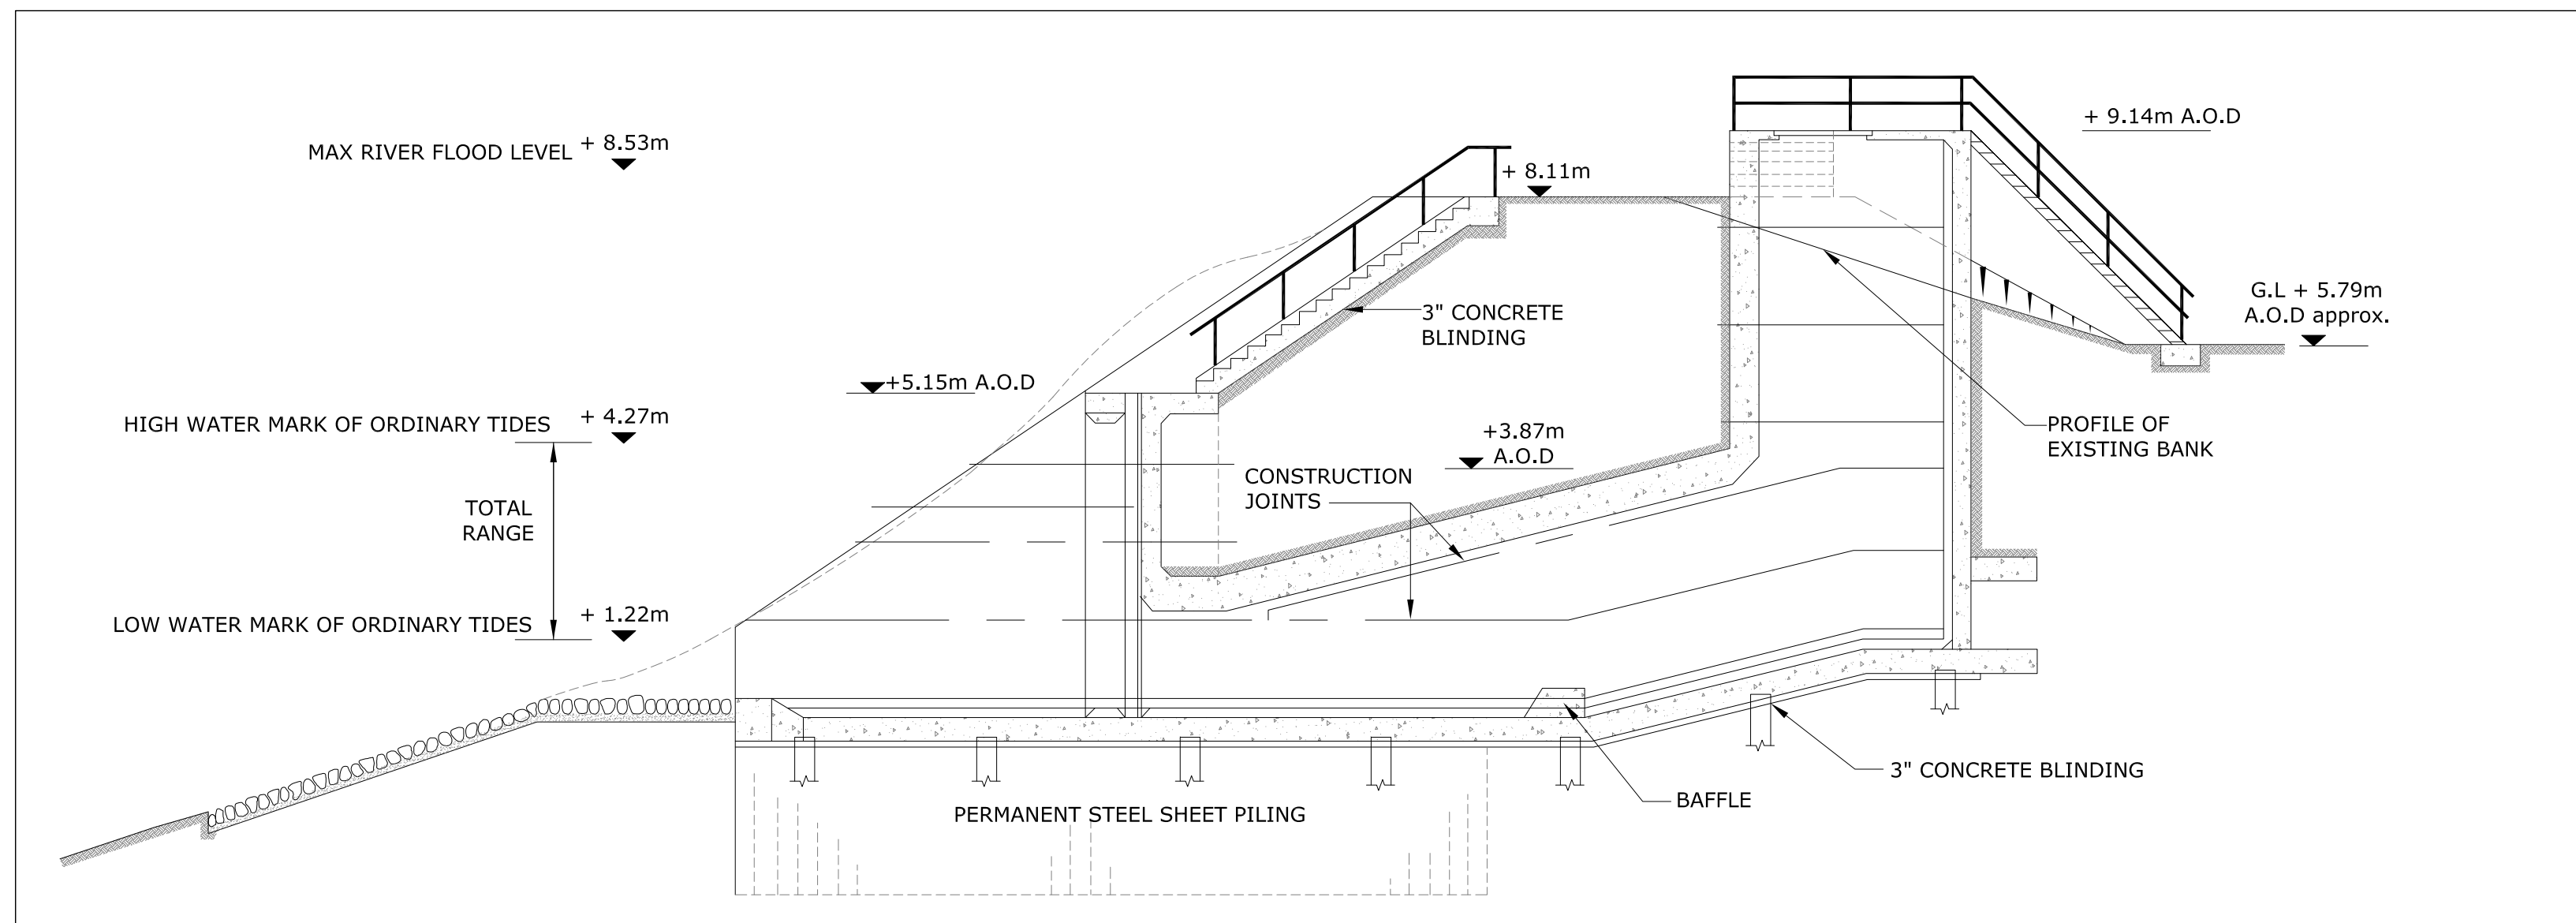 + 9.14m A.O.D
MAX RIVER FLOOD LEVEL + 8.53m
+ 8.11m
G.L + 5.79m
A.O.D approx.
3" CONCRETE
BLINDING
+5.15m A.O.D
HIGH WATER MARK OF ORDINARY TIDES + 4.27m
PROFILE OF
EXISTING BANK
+3.87m
A.O.D
CONSTRUCTION
JOINTS
TOTAL
RANGE
LOW WATER MARK OF ORDINARY TIDES + 1.22m
3" CONCRETE BLINDING
BAFFLE
PERMANENT STEEL SHEET PILING